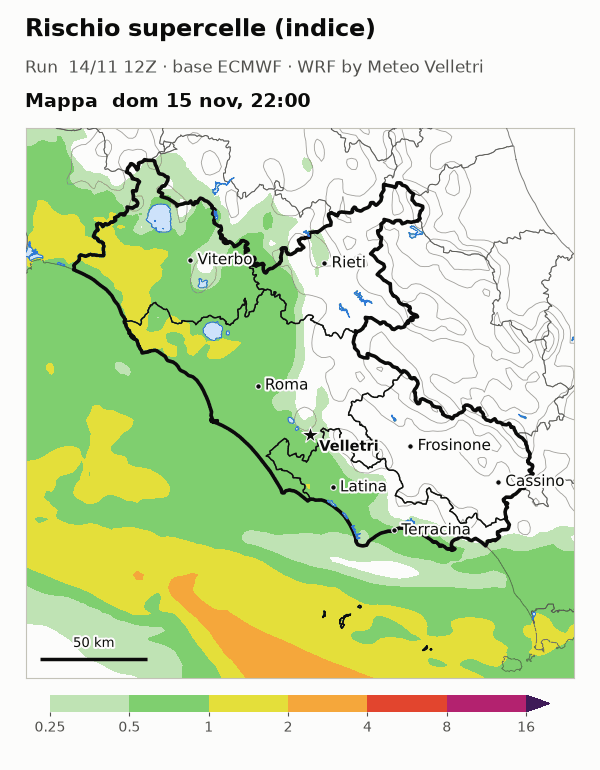 Rischio supercelle (indice)
Run  14/11 12Z · base ECMWF · WRF by Meteo Velletri
Mappa  dom 15 nov, 22:00
Viterbo
Rieti
Roma
Velletri
Frosinone
Cassino
Latina
Terracina
50 km
0.25 0.5 1 2 4 8 16